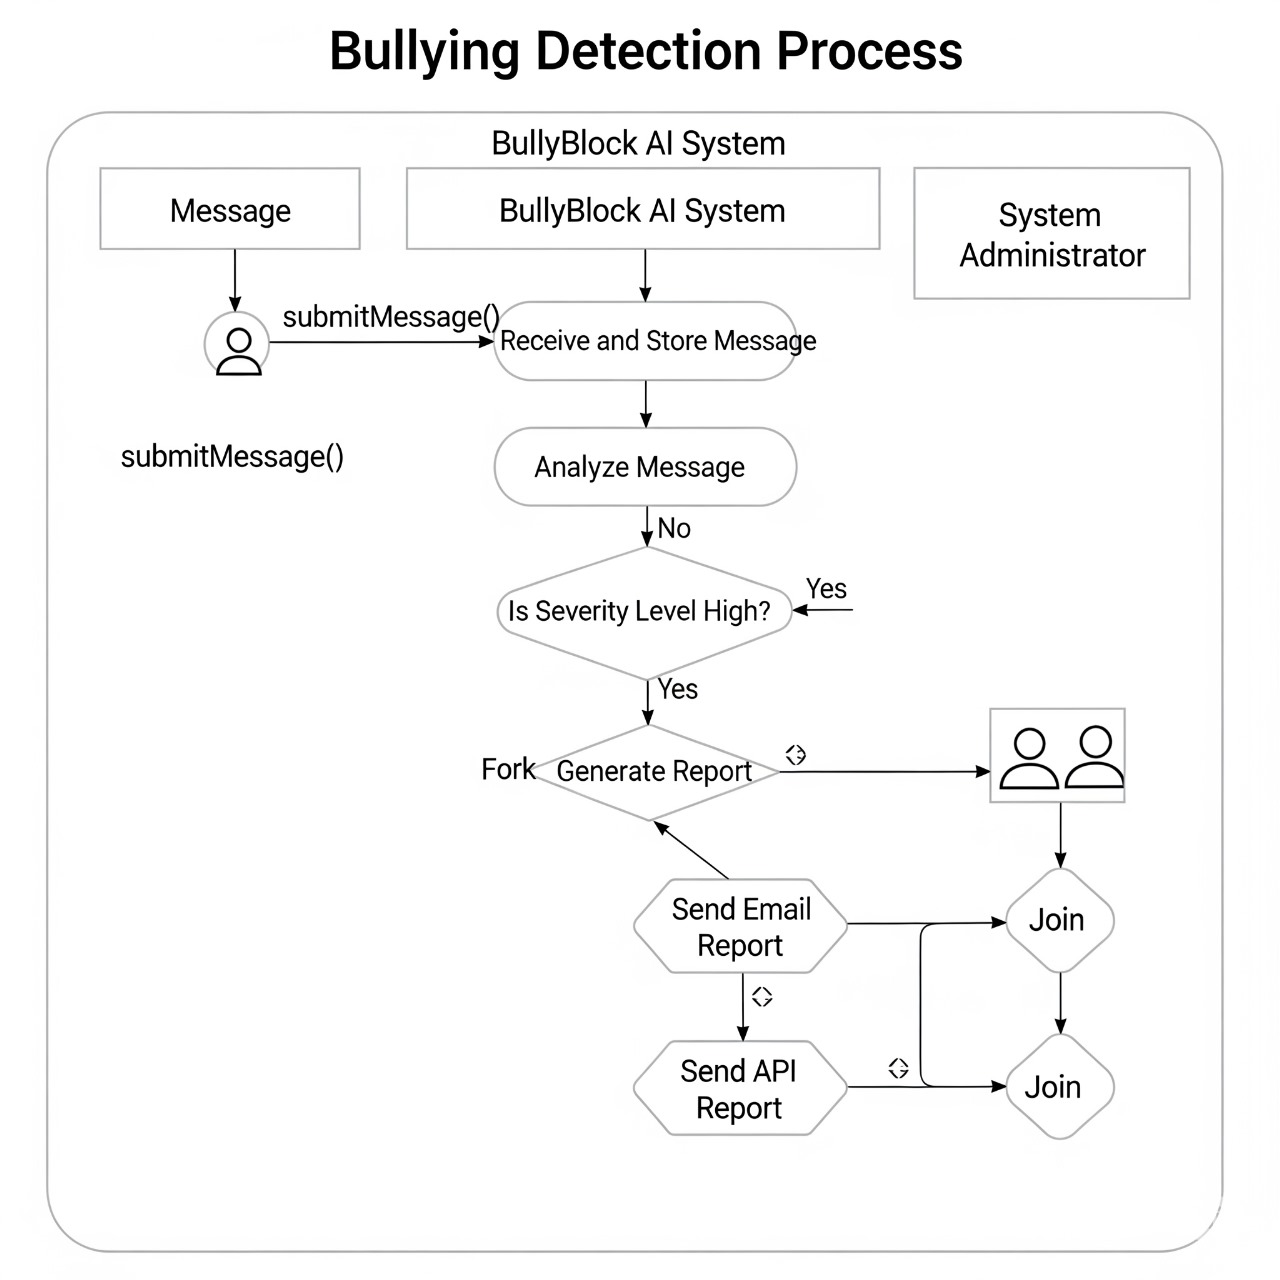 Bullying Detection Process
BullyBlock AI System
Message
BullyBlock AI System
System
Administrator
submitMessage()
Receive and Store Message
submitMessage()
Analyze Message
No
Is Severity Level High?
Yes
Yes
Fork
Generate Report
Send Email
Report
Join
Send API
Report
Join